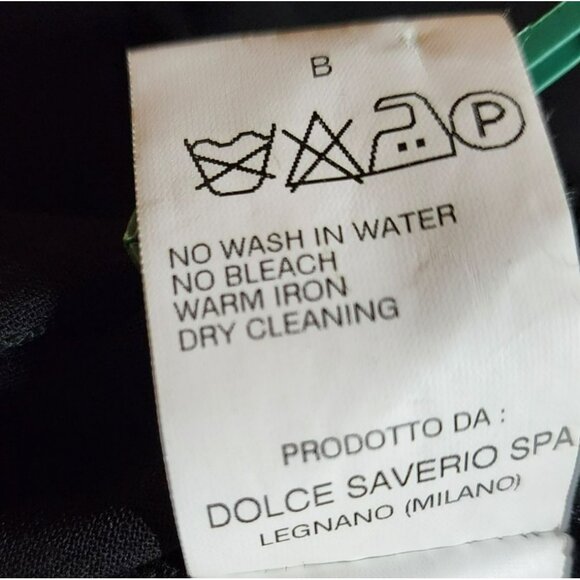 B
P
NO WASH IN WATER
NO BLEACH
WARM IRON
DRY CLEANING
PRODOTTO DA :
DOLCE SAVERIO SPA
LEGNANO (MILANO)